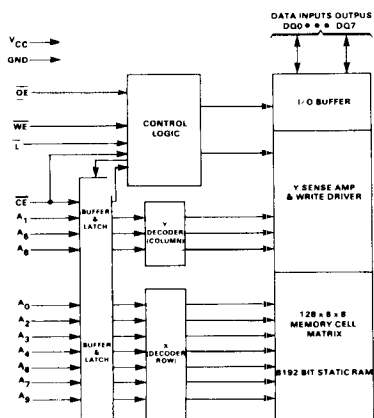 DATA INPUTS OUTPUS
DQ0 • • • DQ7
VCC
GND
OE
WE
L
CONTROL
LOGIC
I/O BUFFER
CE
A1
A6
A8
BUFFER
&
LATCH
Y
DECODER
(COLUMN)
Y SENSE AMP
& WRITE DRIVER
A0
A2
A3
A4
A8
A7
A9
BUFFER
&
LATCH
X
(DECODER
ROW)
128 x 8 x 8
MEMORY CELL
MATRIX
8192 BIT STATIC RAM